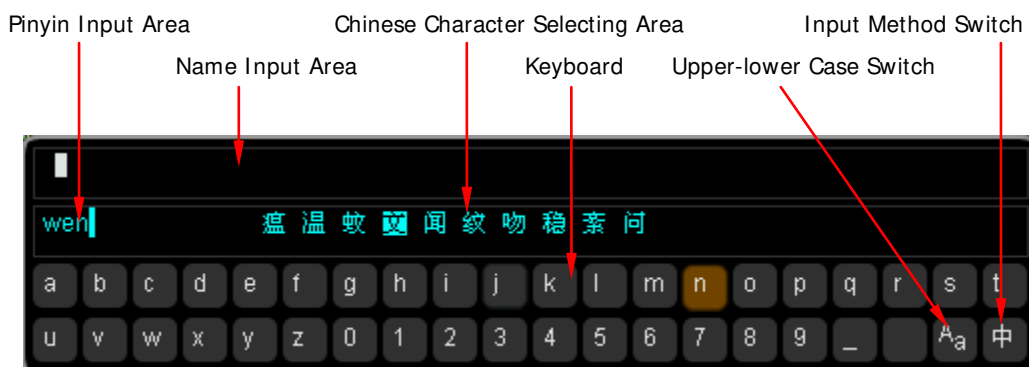 Pinyin Input Area Chinese Character Selecting Area Input Method Switch
Name Input Area Keyboard Upper-lower Case Switch
wen 瘟 温 蚊 文 闻 纹 吻 稳 紊 问
a b c d e f g h i j k l m n o p q r s t
u v w x y z 0 1 2 3 4 5 6 7 8 9 _ Aa 中